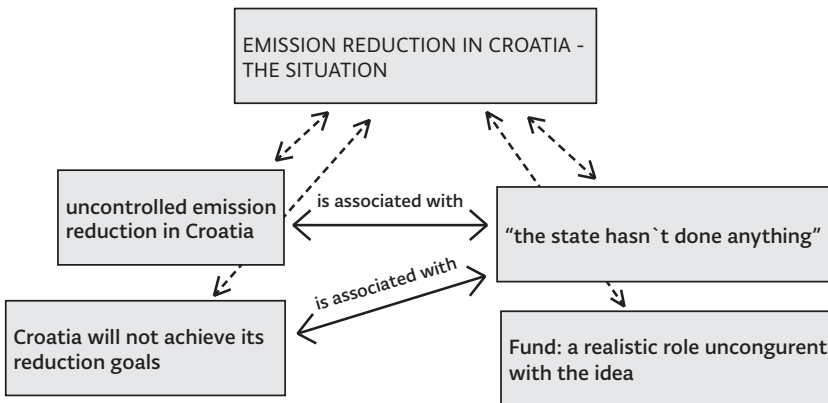 EMISSION REDUCTION IN CROATIA -
THE SITUATION
uncontrolled emission
reduction in Croatia
is associated with
“the state hasn`t done anything”
is associated with
Croatia will not achieve its
reduction goals
Fund: a realistic role uncongurent
with the idea